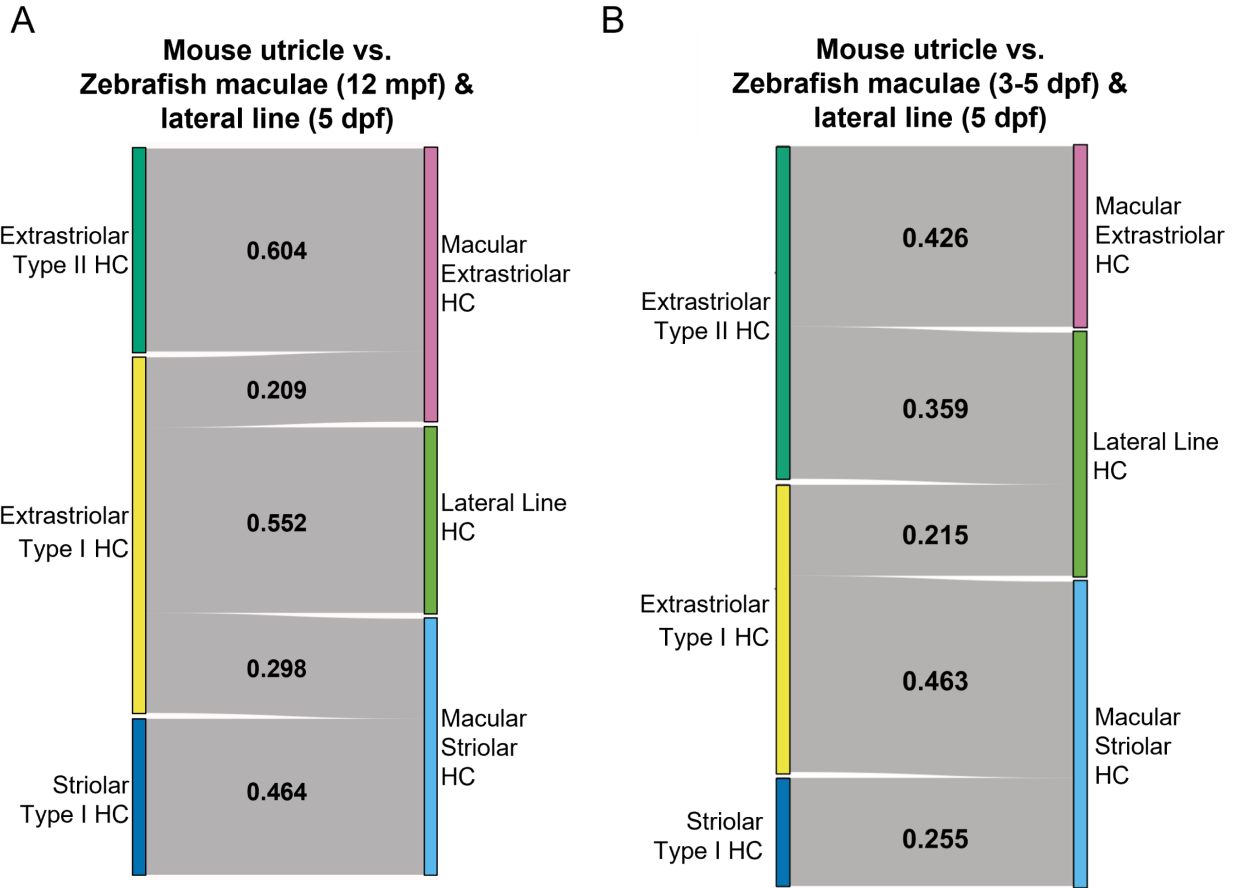 A
Mouse utricle vs.
Zebrafish maculae (12 mpf) &
lateral line (5 dpf)
Extrastriolar
Type II HC
0.604
Macular
Extrastriolar
HC
0.209
Extrastriolar
Type I HC
0.552
Lateral Line
HC
0.298
Striolar
Type I HC
0.464
Macular
Striolar
HC
B
Mouse utricle vs.
Zebrafish maculae (3-5 dpf) &
lateral line (5 dpf)
Extrastriolar
Type II HC
0.426
Macular
Extrastriolar
HC
0.359
Lateral Line
HC
0.215
Extrastriolar
Type I HC
0.463
Macular
Striolar
HC
Striolar
Type I HC
0.255